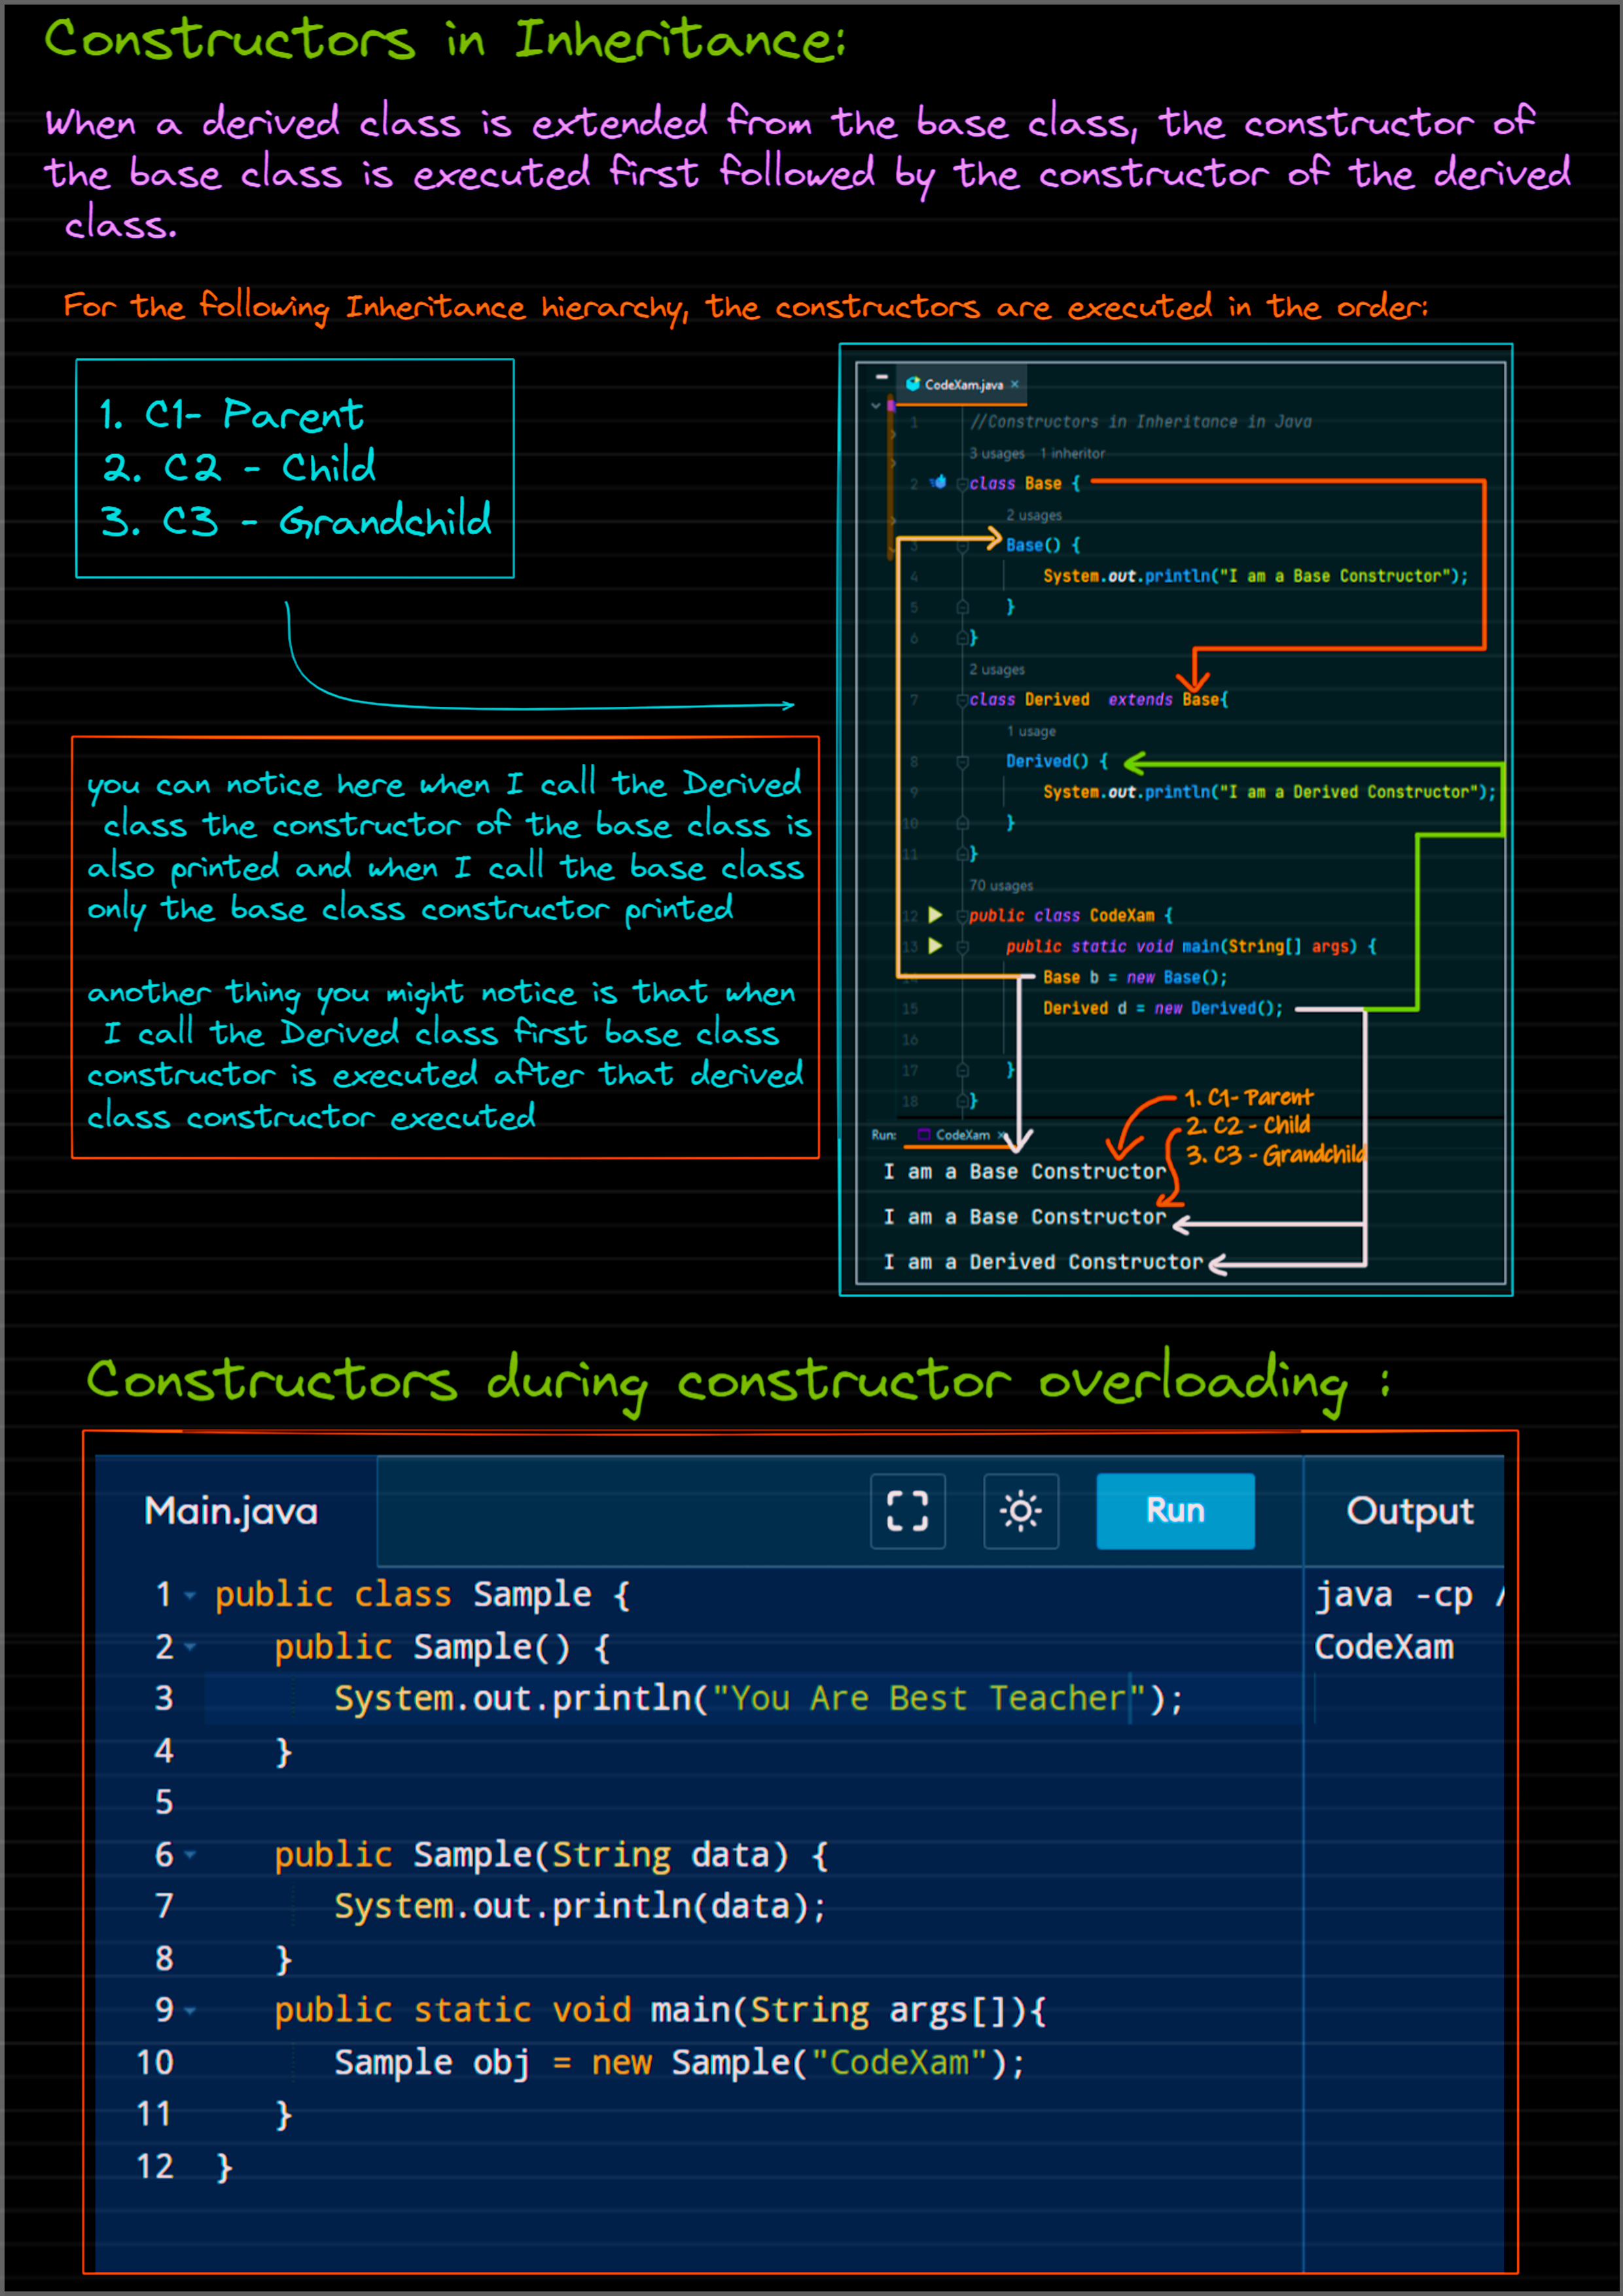 Constructors in Inheritance:
When a derived class is extended from the base class, the constructor of
the base class is executed first followed by the constructor of the derived
class.
For the following Inheritance hierarchy, the constructors are executed in the order:
1. C1- Parent
2. C2 - Child
3. C3 - Grandchild
you can notice here when I call the Derived
class the constructor of the base class is
also printed and when I call the base class
only the base class constructor printed
another thing you might notice is that when
I call the Derived class first base class
constructor is executed after that derived
class constructor executed
CodeXam.java ×
1 //Constructors in Inheritance in Java
3 usages 1 inheritor
2 class Base {
2 usages
3 Base() {
4 System.out.println("I am a Base Constructor");
5 }
6 }
2 usages
7 class Derived extends Base{
1 usage
8 Derived() {
9 System.out.println("I am a Derived Constructor");
10 }
11 }
70 usages
12 public class CodeXam {
13 public static void main(String[] args) {
14 Base b = new Base();
15 Derived d = new Derived();
16
17 }
18 }
1. C1- Parent
2. C2 - Child
3. C3 - Grandchild
Run: CodeXam ×
I am a Base Constructor
I am a Base Constructor
I am a Derived Constructor
Constructors during constructor overloading :
Main.java Run Output
1 public class Sample {
2 public Sample() {
3 System.out.println("You Are Best Teacher");
4 }
5
6 public Sample(String data) {
7 System.out.println(data);
8 }
9 public static void main(String args[]){
10 Sample obj = new Sample("CodeXam");
11 }
12 }
java -cp /
CodeXam